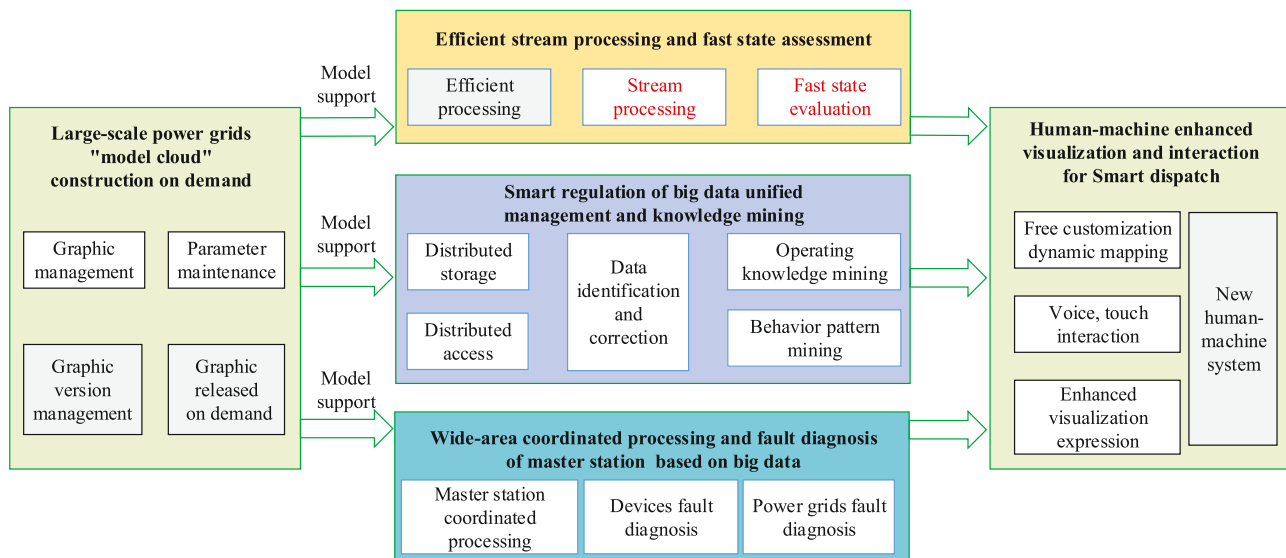 Large-scale power grids
"model cloud"
construction on demand
Graphic
management
Parameter
maintenance
Graphic
version
management
Graphic
released
on demand
Model
support
Model
support
Model
support
Efficient stream processing and fast state assessment
Efficient
processing
Stream
processing
Fast state
evaluation
Smart regulation of big data unified
management and knowledge mining
Distributed
storage
Distributed
access
Data
identification
and
correction
Operating
knowledge mining
Behavior pattern
mining
Wide-area coordinated processing and fault diagnosis
of master station based on big data
Master station
coordinated
processing
Devices fault
diagnosis
Power grids fault
diagnosis
Human-machine enhanced
visualization and interaction
for Smart dispatch
Free customization
dynamic mapping
Voice, touch
interaction
Enhanced
visualization
expression
New
human-
machine
system